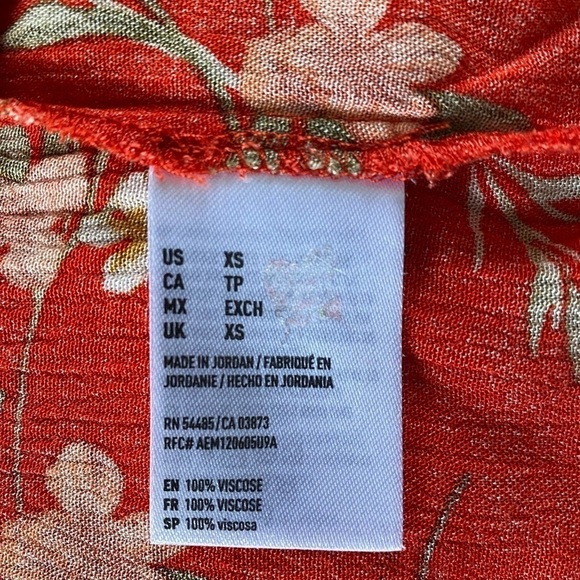 US XS
CA TP
MX EXCH
UK XS
MADE IN JORDAN / FABRIQUÉ EN
JORDANIE / HECHO EN JORDANIA
RN 54485 / CA 03873
RFC# AEM120605U9A
EN 100% VISCOSE
FR 100% VISCOSE
SP 100% viscosa